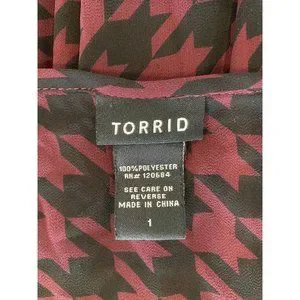 TORRID
100% POLYESTER
RN# 120684
SEE CARE ON
REVERSE
MADE IN CHINA
1